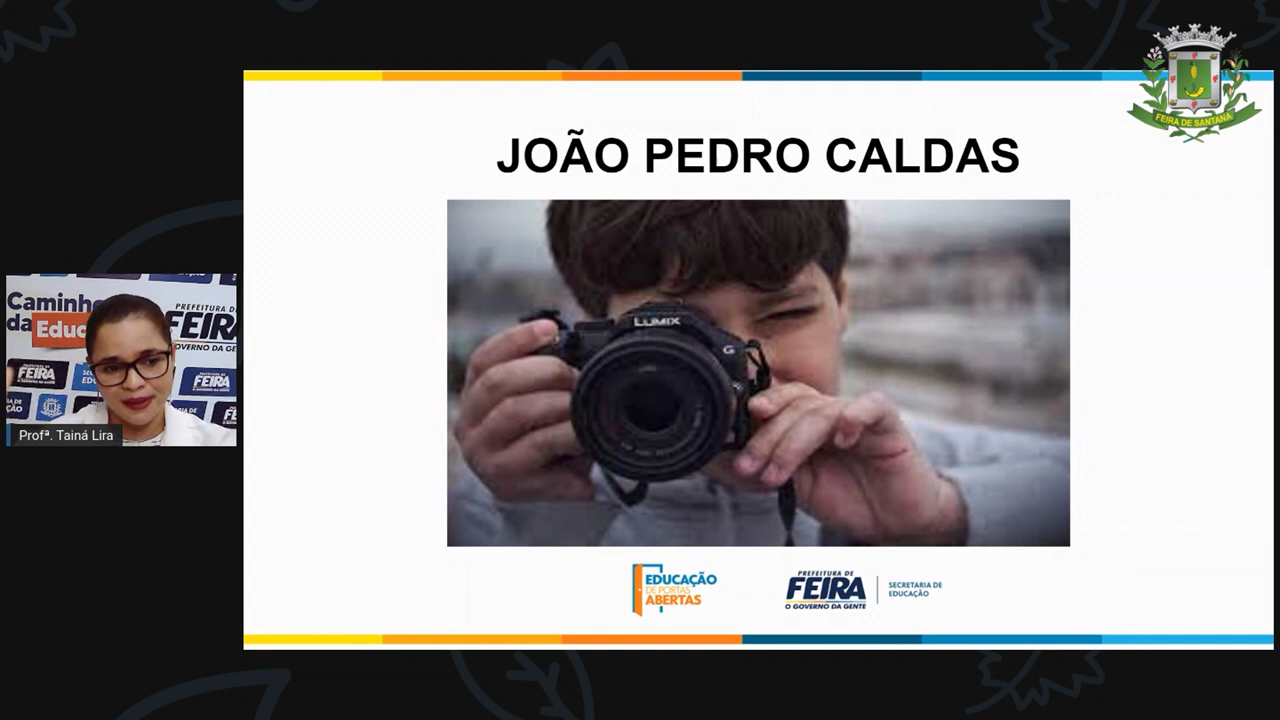 FEIRA DE SANTANA
JOÃO PEDRO CALDAS
LUMIX
G
Caminho
da Educ
PREFEITURA DE
FEIRA
GOVERNO DA GENTE
FEIRA
FEIRA
Profª. Tainá Lira
EDUCAÇÃO
DE PORTAS
ABERTAS
PREFEITURA DE
FEIRA
O GOVERNO DA GENTE
SECRETARIA DE
EDUCAÇÃO